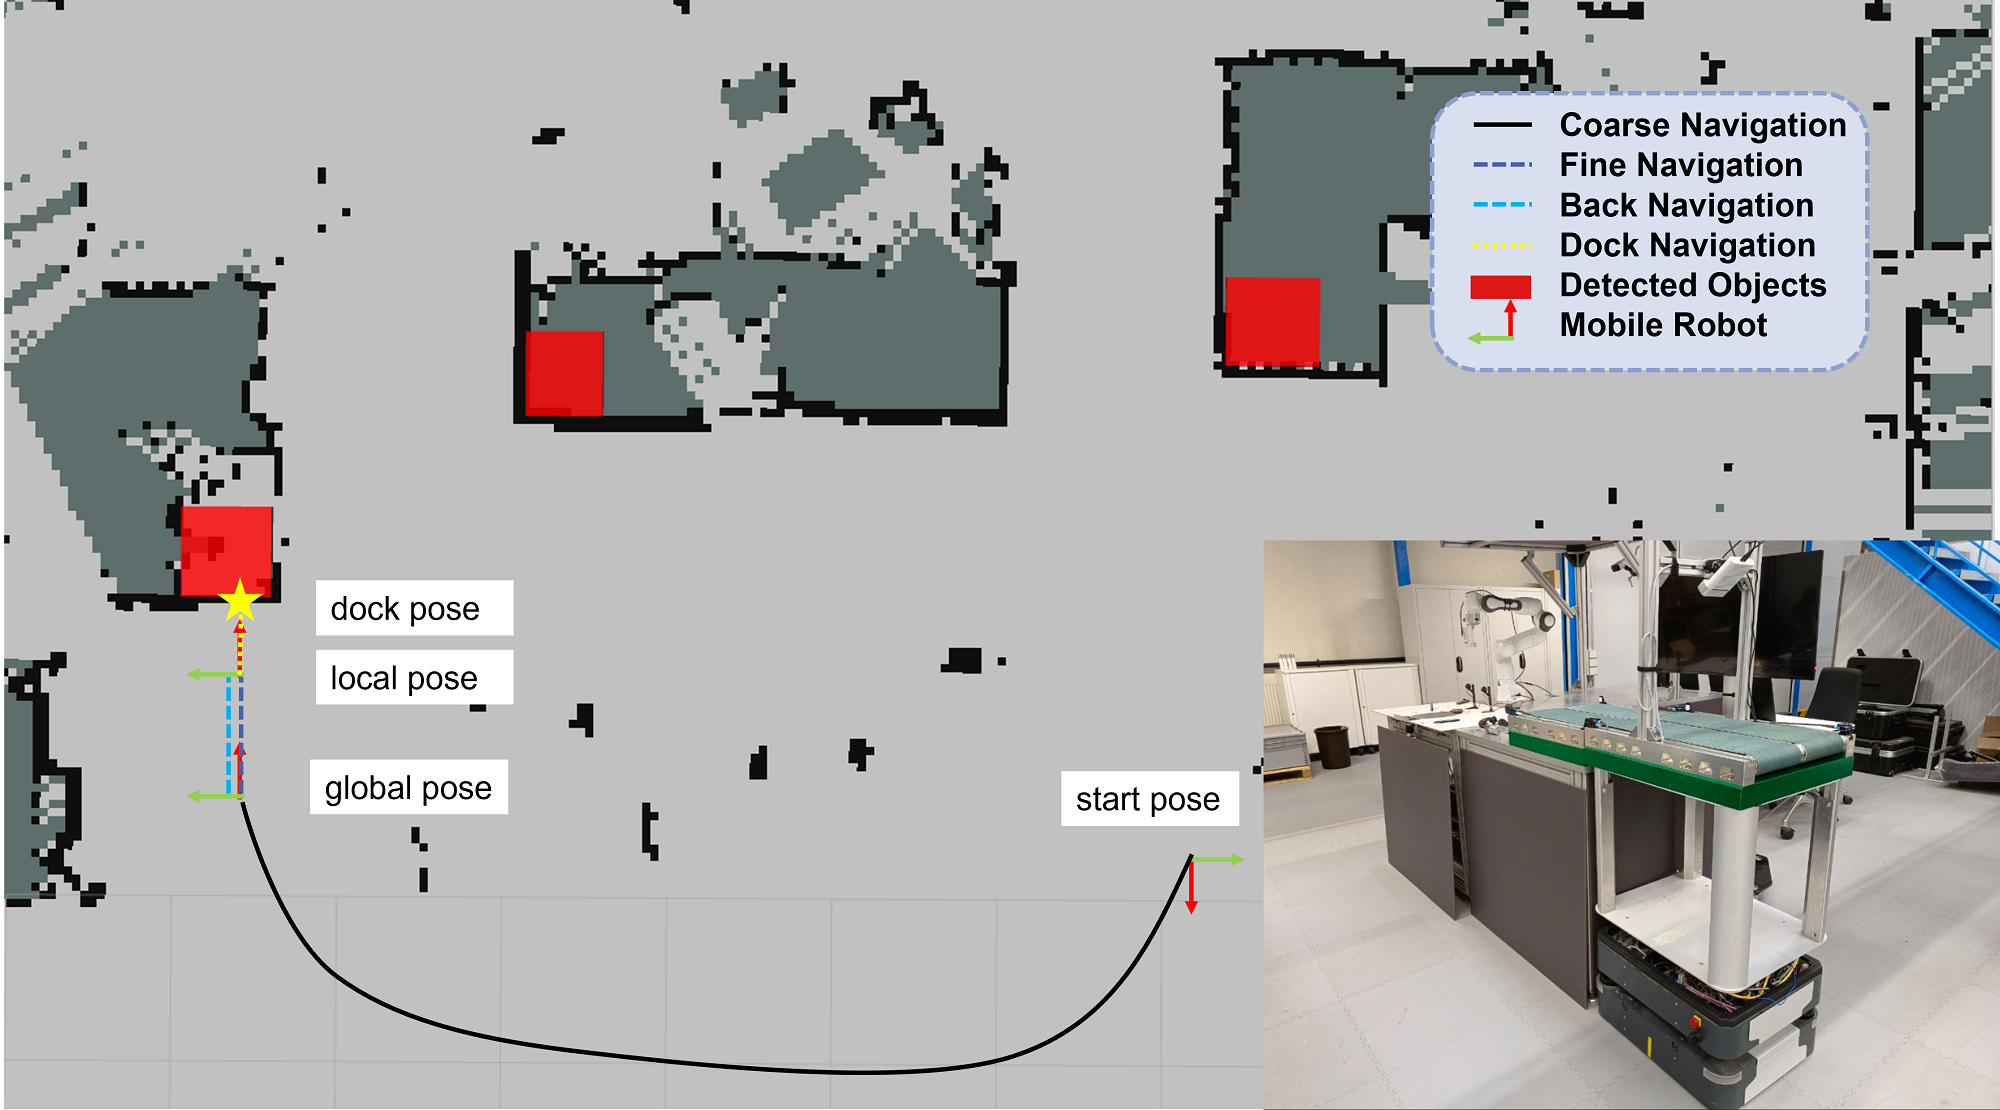 Coarse Navigation
Fine Navigation
Back Navigation
Dock Navigation
Detected Objects
Mobile Robot
dock pose
local pose
global pose
start pose